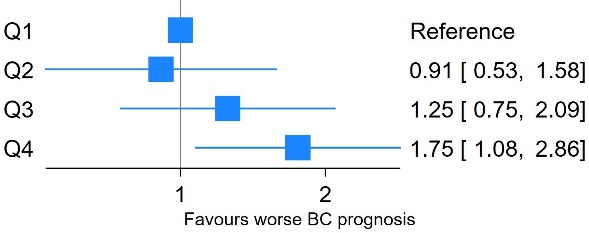 Q1 Reference
Q2 0.91 [ 0.53, 1.58]
Q3 1.25 [ 0.75, 2.09]
Q4 1.75 [ 1.08, 2.86]
1 2
Favours worse BC prognosis